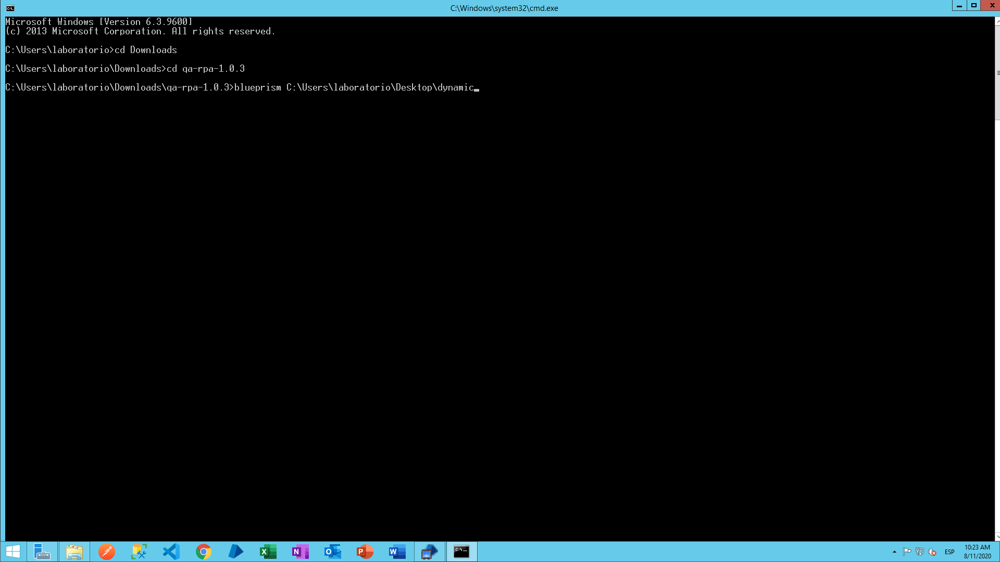 C:\Windows\system32\cmd.exe
Microsoft Windows [Version 6.3.9600]
(c) 2013 Microsoft Corporation. All rights reserved.
C:\Users\laboratorio>cd Downloads
C:\Users\laboratorio\Downloads>cd qa-rpa-1.0.3
C:\Users\laboratorio\Downloads\qa-rpa-1.0.3>blueprism C:\Users\laboratorio\Desktop\dynamic
ESP
10:23 AM
8/11/2020